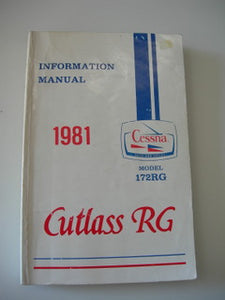 INFORMATION
MANUAL
1981
Cessna
MODEL
172RG
Cutlass RG